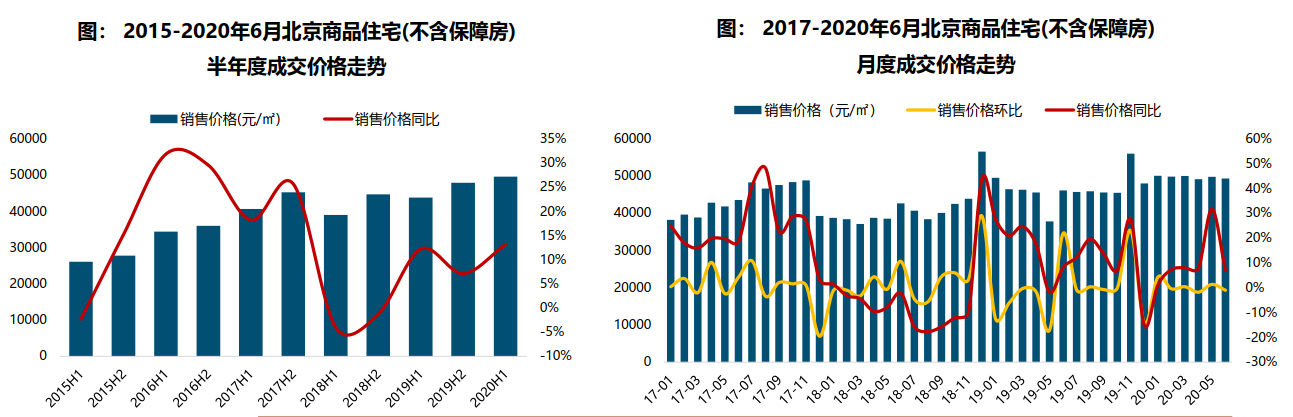 图： 2015-2020年6月北京商品住宅(不含保障房)
半年度成交价格走势
销售价格(元/㎡)
销售价格同比
60000
50000
40000
30000
20000
10000
0
35%
30%
25%
20%
15%
10%
5%
0%
-5%
-10%
2015H1
2015H2
2016H1
2016H2
2017H1
2017H2
2018H1
2018H2
2019H1
2019H2
2020H1
图： 2017-2020年6月北京商品住宅(不含保障房)
月度成交价格走势
销售价格（元/㎡）
销售价格环比
销售价格同比
60000
50000
40000
30000
20000
10000
0
60%
50%
40%
30%
20%
10%
0%
-10%
-20%
-30%
17-01
17-03
17-05
17-07
17-09
17-11
18-01
18-03
18-05
18-07
18-09
18-11
19-01
19-03
19-05
19-07
19-09
19-11
20-01
20-03
20-05